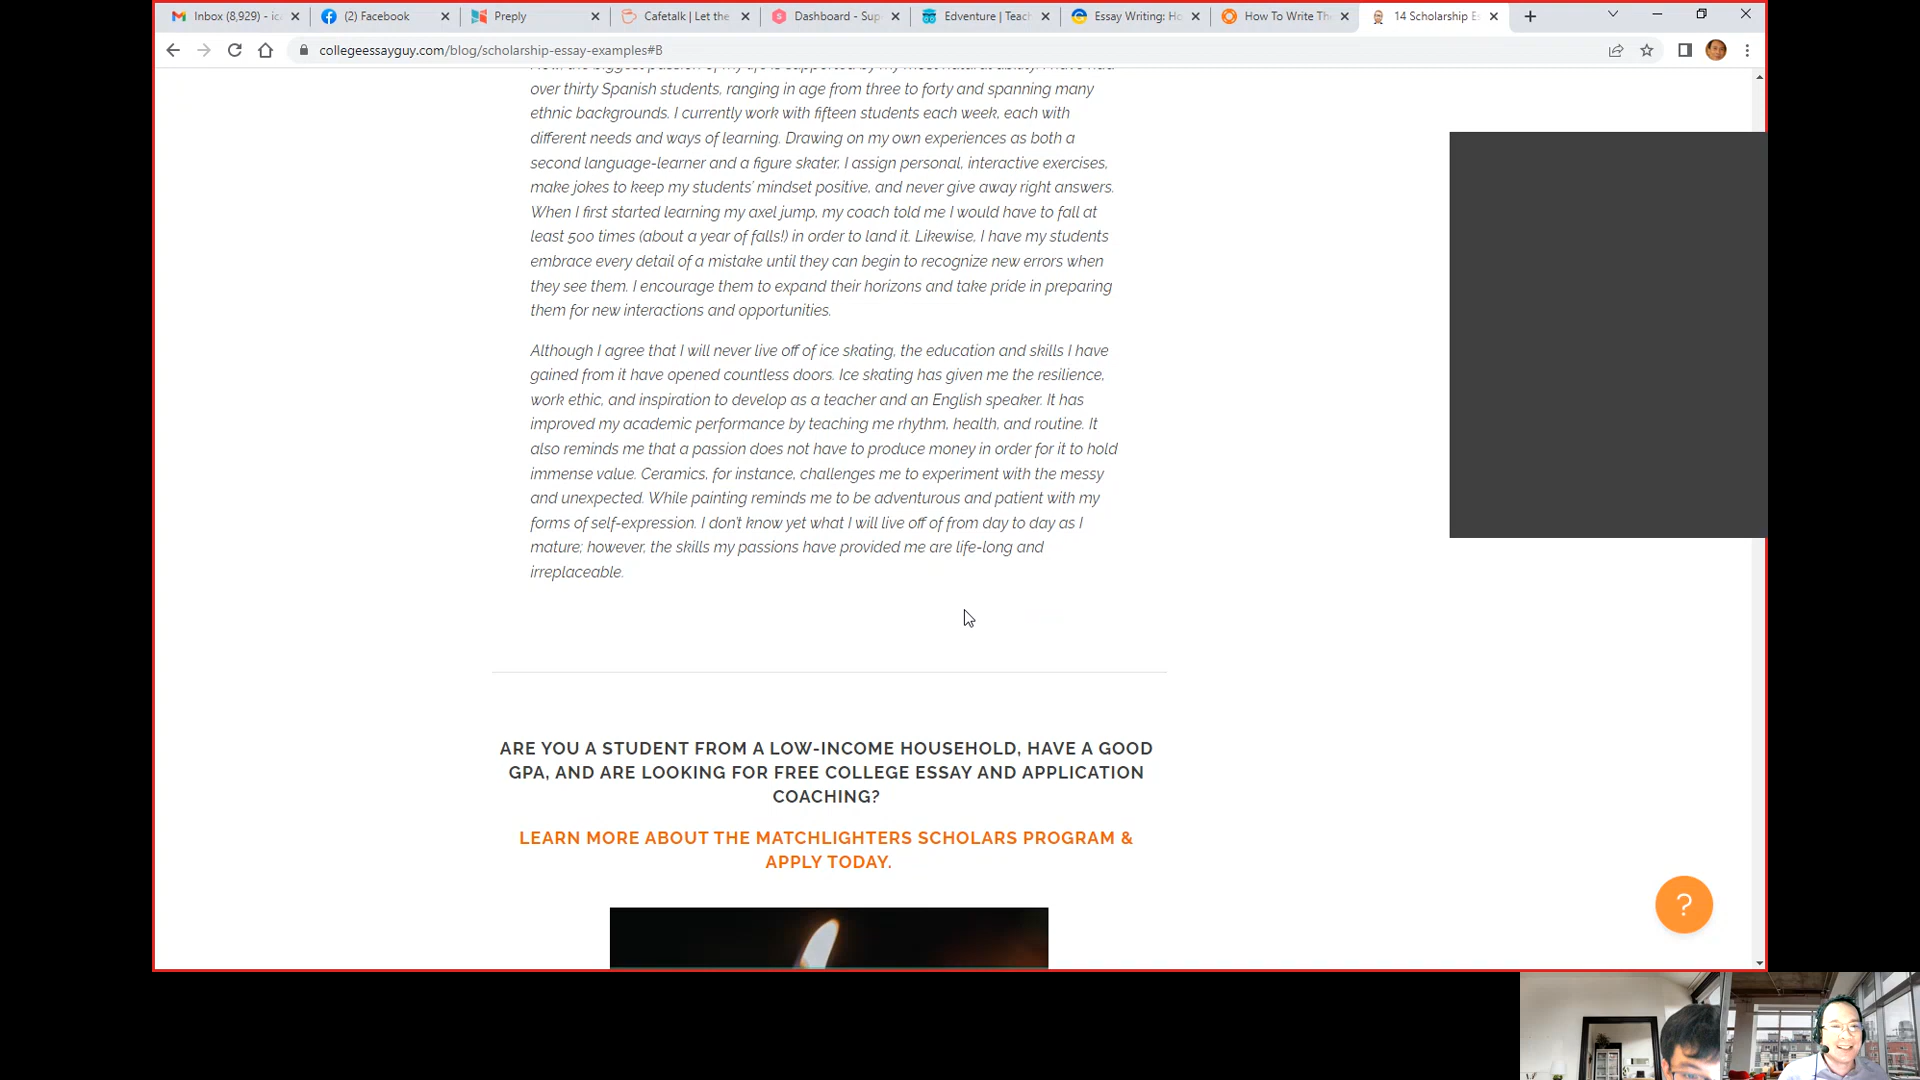 Inbox (8,929) - ic
(2) Facebook
Preply
Cafetalk | Let the
Dashboard - Sup
Edventure | Teach
Essay Writing: Ho
How To Write Th
14 Scholarship E
collegeessayguy.com/blog/scholarship-essay-examples#B
over thirty Spanish students, ranging in age from three to forty and spanning many
ethnic backgrounds. I currently work with fifteen students each week, each with
different needs and ways of learning. Drawing on my own experiences as both a
second language-learner and a figure skater, I assign personal, interactive exercises,
make jokes to keep my students' mindset positive, and never give away right answers.
When I first started learning my axel jump, my coach told me I would have to fall at
least 500 times (about a year of falls!) in order to land it. Likewise, I have my students
embrace every detail of a mistake until they can begin to recognize new errors when
they see them. I encourage them to expand their horizons and take pride in preparing
them for new interactions and opportunities.
Although I agree that I will never live off of ice skating, the education and skills I have
gained from it have opened countless doors. Ice skating has given me the resilience,
work ethic, and inspiration to develop as a teacher and an English speaker. It has
improved my academic performance by teaching me rhythm, health, and routine. It
also reminds me that a passion does not have to produce money in order for it to hold
immense value. Ceramics, for instance, challenges me to experiment with the messy
and unexpected. While painting reminds me to be adventurous and patient with my
forms of self-expression. I don't know yet what I will live off of from day to day as I
mature; however, the skills my passions have provided me are life-long and
irreplaceable.
ARE YOU A STUDENT FROM A LOW-INCOME HOUSEHOLD, HAVE A GOOD
GPA, AND ARE LOOKING FOR FREE COLLEGE ESSAY AND APPLICATION
COACHING?
LEARN MORE ABOUT THE MATCHLIGHTERS SCHOLARS PROGRAM &
APPLY TODAY.
?